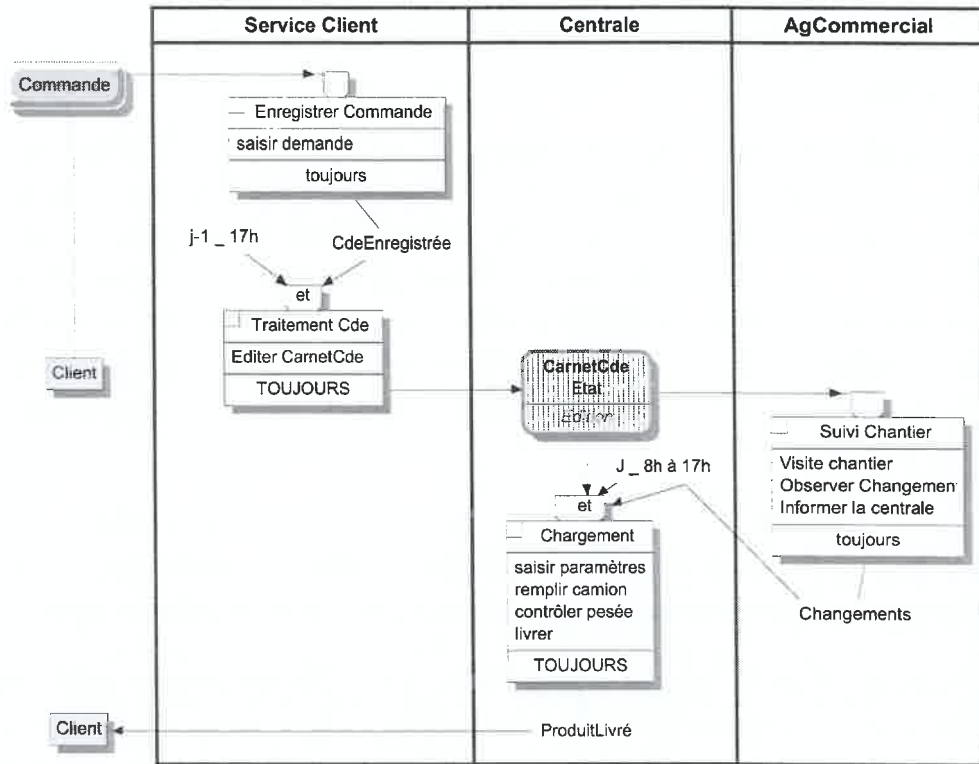 Service Client
Centrale
AgCommercial
Commande
Enregistrer Commande
saisir demande
toujours
j-1 _ 17h
CdeEnregistrée
et
Traitement Cde
Editer CarnetCde
TOUJOURS
Client
CarnetCde
Etat
Edition
Suivi Chantier
Visite chantier
Observer Changemen
Informer la centrale
toujours
J _ 8h à 17h
et
Chargement
saisir paramètres
remplir camion
contrôler pesée
livrer
TOUJOURS
Changements
Client
ProduitLivré